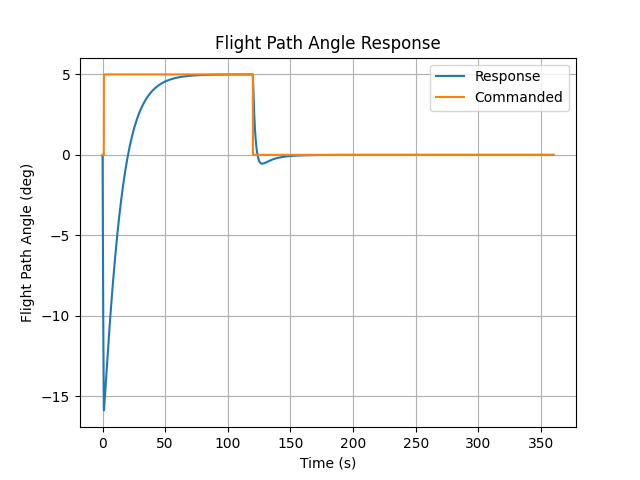 Flight Path Angle Response
Response
Commanded
Flight Path Angle (deg)
5
0
−5
−10
−15
0 50 100 150 200 250 300 350
Time (s)